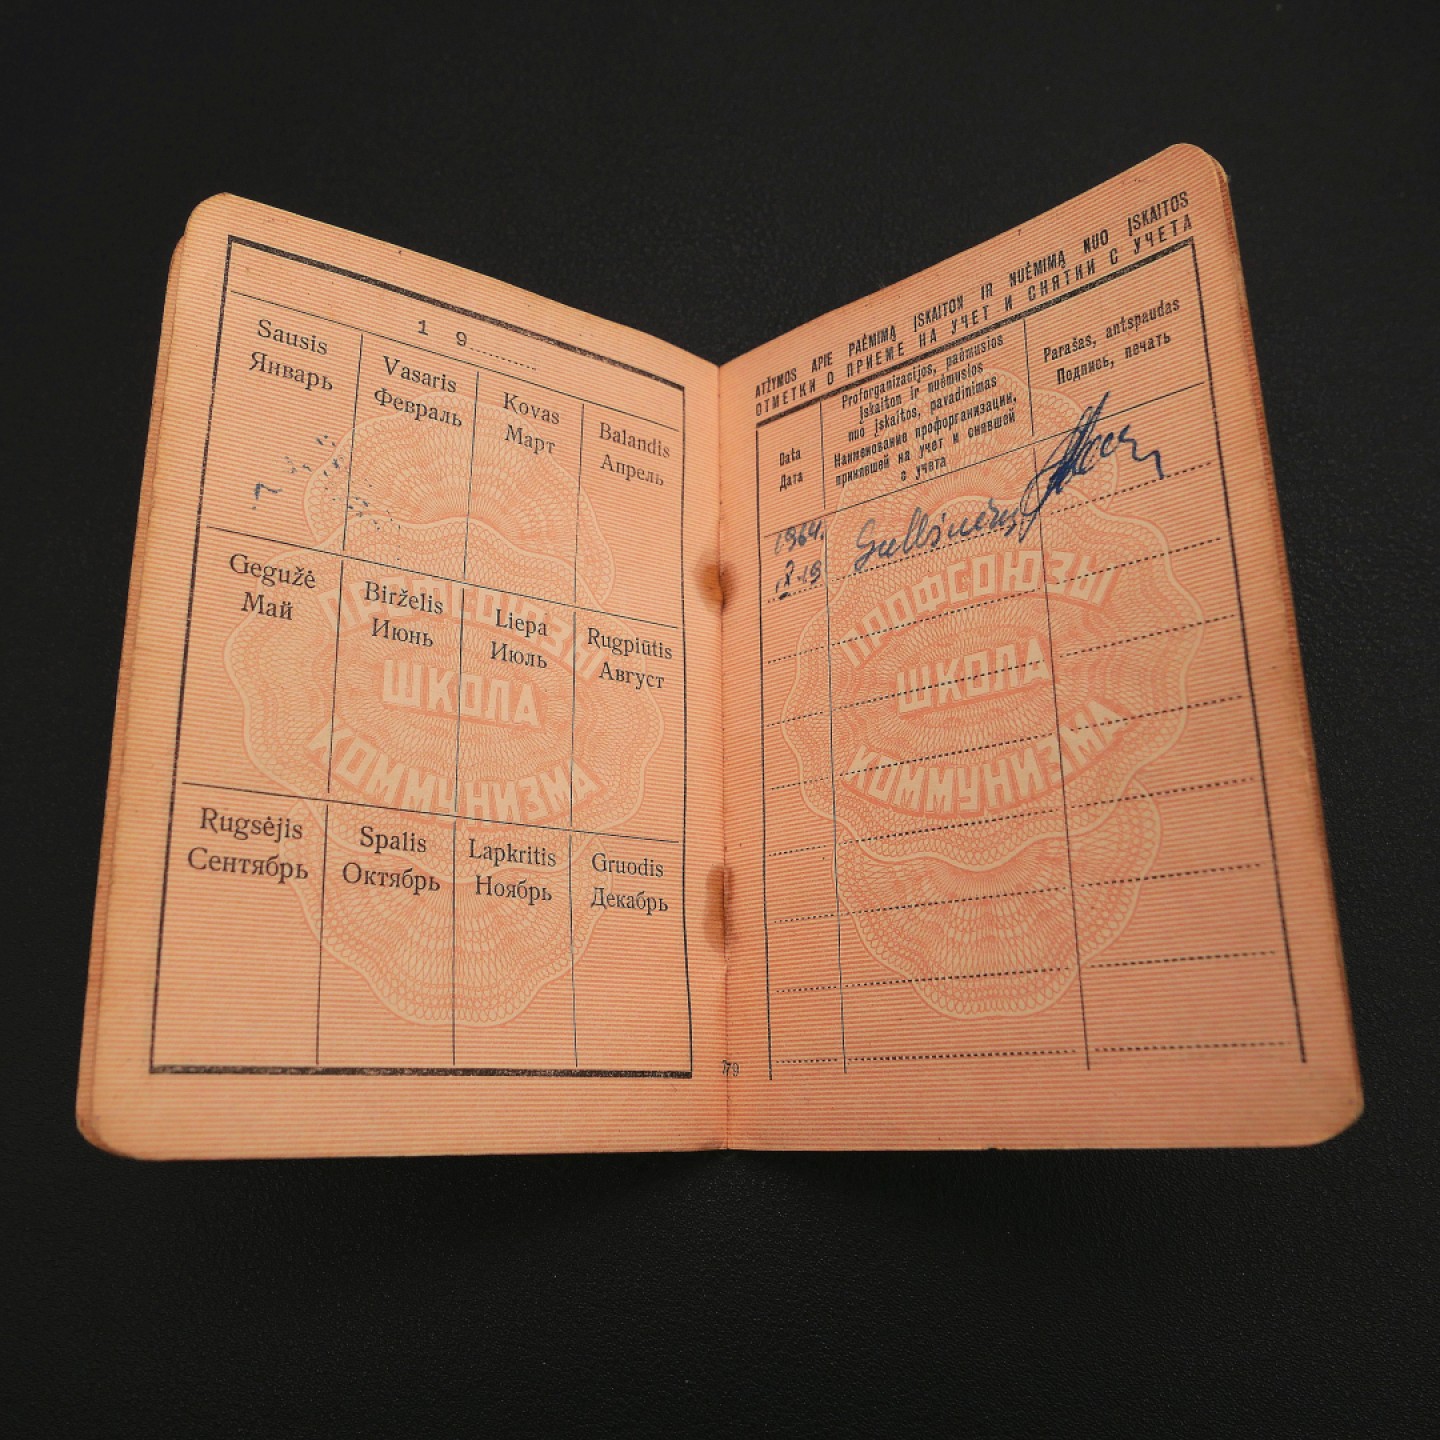 19........
Sausis
Январь
Vasaris
Февраль
Kovas
Март
Balandis
Апрель
Gegužė
Май
Birželis
Июнь
Liepa
Июль
Rugpiūtis
Август
Rugsėjis
Сентябрь
Spalis
Октябрь
Lapkritis
Ноябрь
Gruodis
Декабрь
ПРОФСОЮЗЫ
ШКОЛА
КОММУНИЗМА
79
ATŽYMOS APIE PAĖMIMĄ ĮSKAITON IR NUĖMIMĄ NUO ĮSKAITOS
ОТМЕТКИ О ПРИЕМЕ НА УЧЕТ И СНЯТИИ С УЧЕТА
Data
Дата
Proforganizacijos, paėmusios
įskaiton ir nuėmusios
nuo įskaitos, pavadinimas
Наименование профорганизации,
принявшей на учет и снявшей
с учета
Parašas, antspaudas
Подпись, печать
1964.
ПРОФСОЮЗЫ
ШКОЛА
КОММУНИЗМА